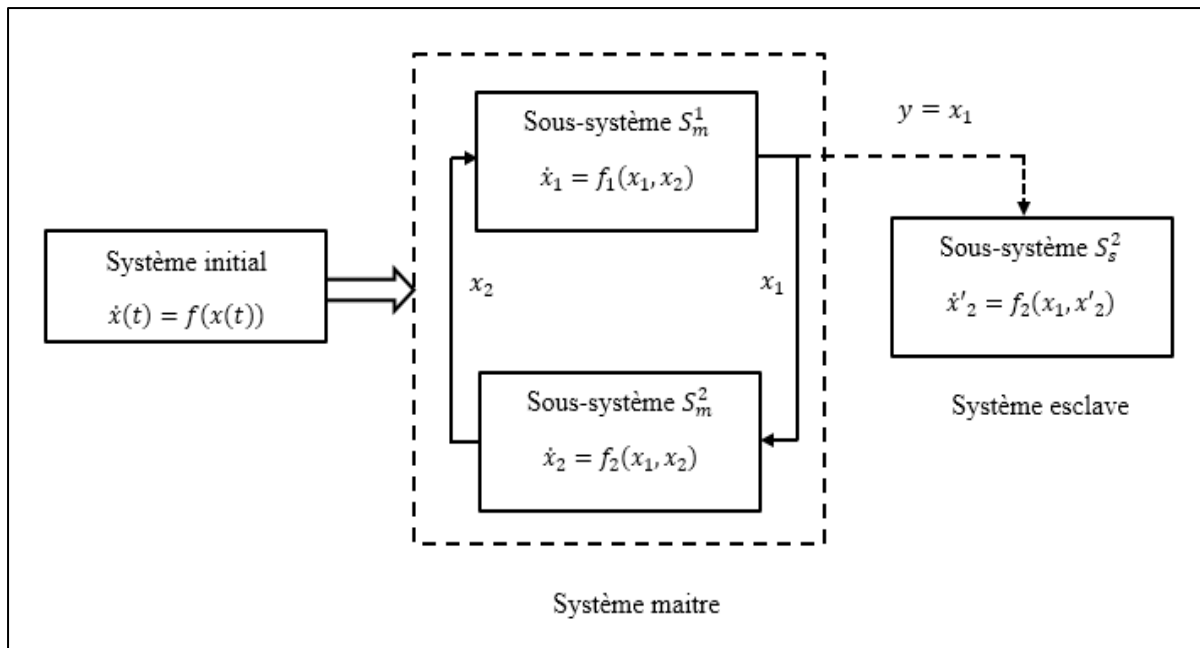 Système initial
ẋ(t) = f(x(t))
Sous-système S_m^1
ẋ_1 = f_1(x_1, x_2)
x_2
x_1
Sous-système S_m^2
ẋ_2 = f_2(x_1, x_2)
Système maitre
y = x_1
Sous-système S_s^2
ẋ'_2 = f_2(x_1, x'_2)
Système esclave